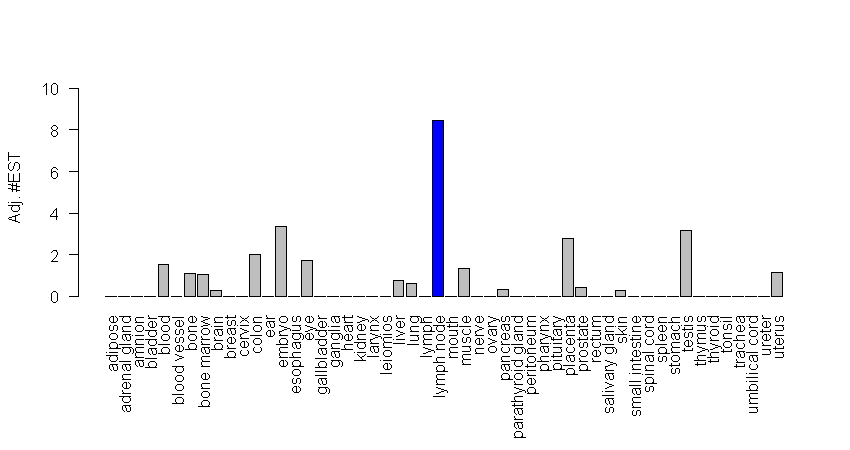 10
8
6
4
2
0
Adj. #EST
adipose
adrenal gland
amnion
bladder
blood
blood vessel
bone
bone marrow
brain
breast
cervix
colon
ear
embryo
esophagus
eye
gallbladder
ganglia
heart
kidney
larynx
leiomios
liver
lung
lymph
lymph node
mouth
muscle
nerve
ovary
pancreas
parathyroid gland
peritoneum
pharynx
pituitary
placenta
prostate
rectum
salivary gland
skin
small intestine
spinal cord
spleen
stomach
testis
thymus
thyroid
tonsil
trachea
umbilical cord
ureter
uterus